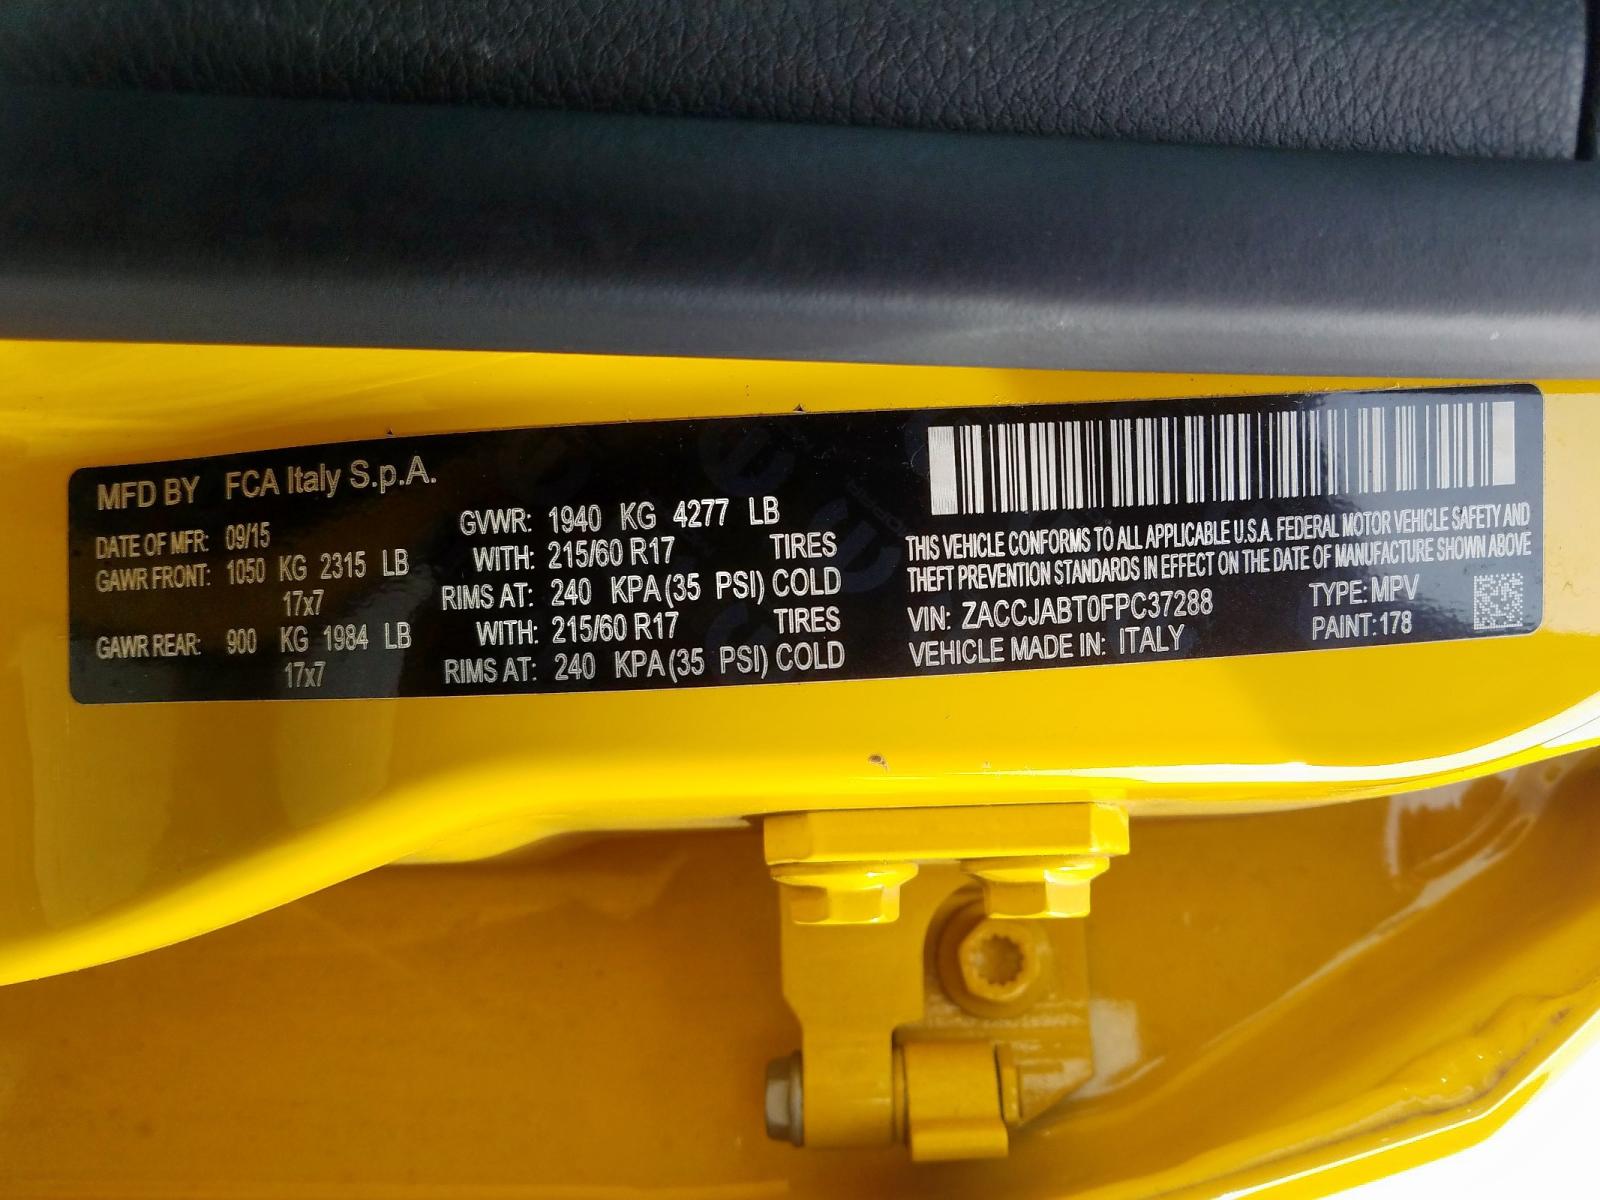 MFD BY FCA Italy S.p.A.
DATE OF MFR: 09/15
GVWR: 1940 KG 4277 LB
GAWR FRONT: 1050 KG 2315 LB
WITH: 215/60 R17 TIRES
17x7
RIMS AT: 240 KPA (35 PSI) COLD
GAWR REAR: 900 KG 1984 LB
WITH: 215/60 R17 TIRES
17x7
RIMS AT: 240 KPA (35 PSI) COLD
THIS VEHICLE CONFORMS TO ALL APPLICABLE U.S.A. FEDERAL MOTOR VEHICLE SAFETY AND
THEFT PREVENTION STANDARDS IN EFFECT ON THE DATE OF MANUFACTURE SHOWN ABOVE
VIN: ZACCJABT0FPC37288
TYPE: MPV
VEHICLE MADE IN: ITALY
PAINT: 178